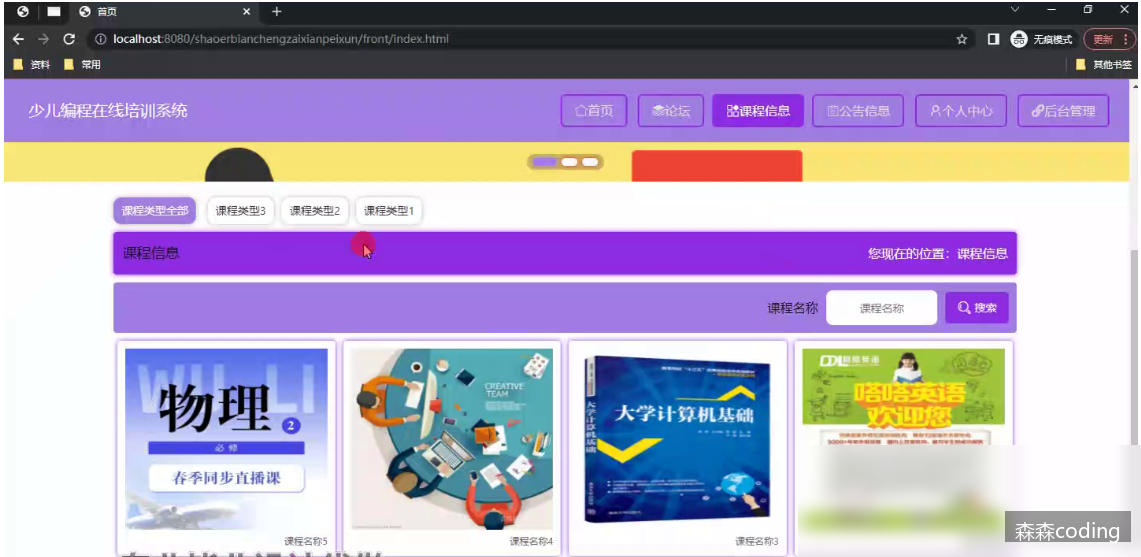 首页
localhost:8080/shaoerbianchengzaixianpeixun/front/index.html
无痕模式
更新
资料
常用
其他书签
少儿编程在线培训系统
首页
论坛
课程信息
公告信息
个人中心
后台管理
课程类型全部
课程类型3
课程类型2
课程类型1
课程信息
您现在的位置：课程信息
课程名称
课程名称
搜索
WU-LI
物理
2
必修
春季同步直播课
课程名称5
CREATIVE
TEAM
课程名称4
大学计算机基础
大学计算机基础
课程名称3
嗒嗒英语
欢迎您
森森coding